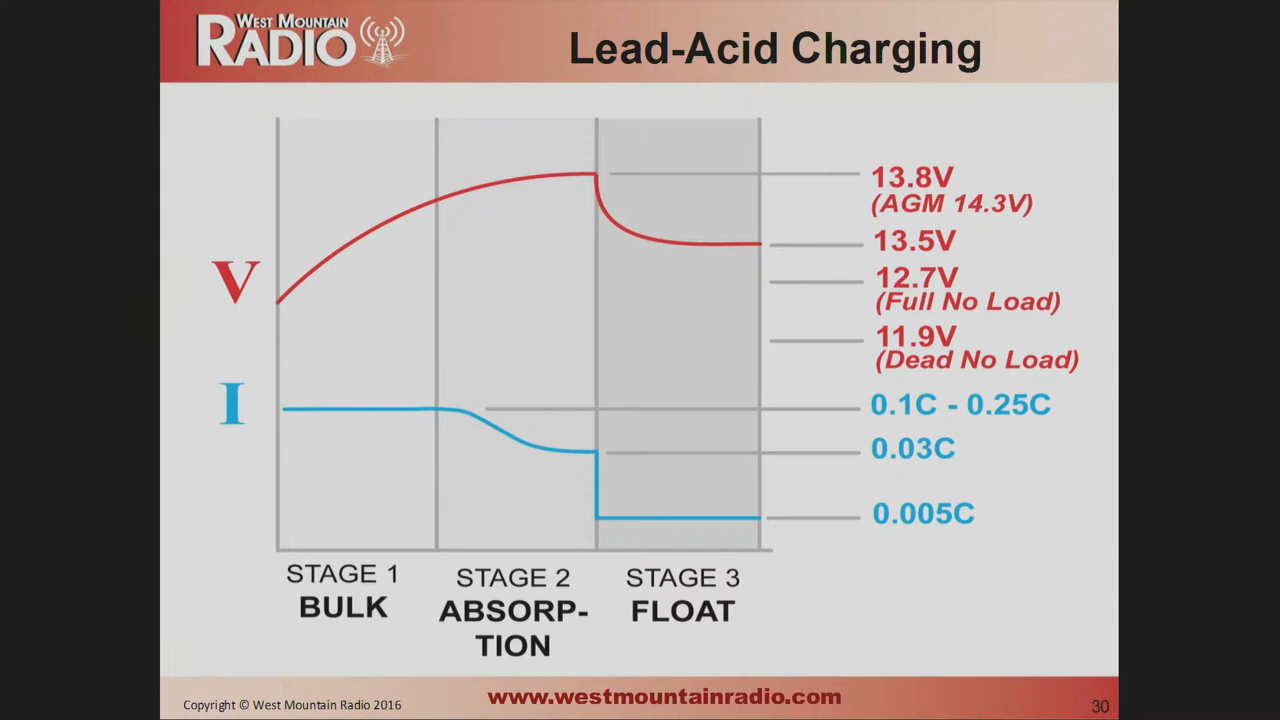 WEST MOUNTAIN
RADIO
Lead-Acid Charging
V
I
13.8V
(AGM 14.3V)
13.5V
12.7V
(Full No Load)
11.9V
(Dead No Load)
0.1C - 0.25C
0.03C
0.005C
STAGE 1
BULK
STAGE 2
ABSORP-
TION
STAGE 3
FLOAT
Copyright © West Mountain Radio 2016
www.westmountainradio.com
30